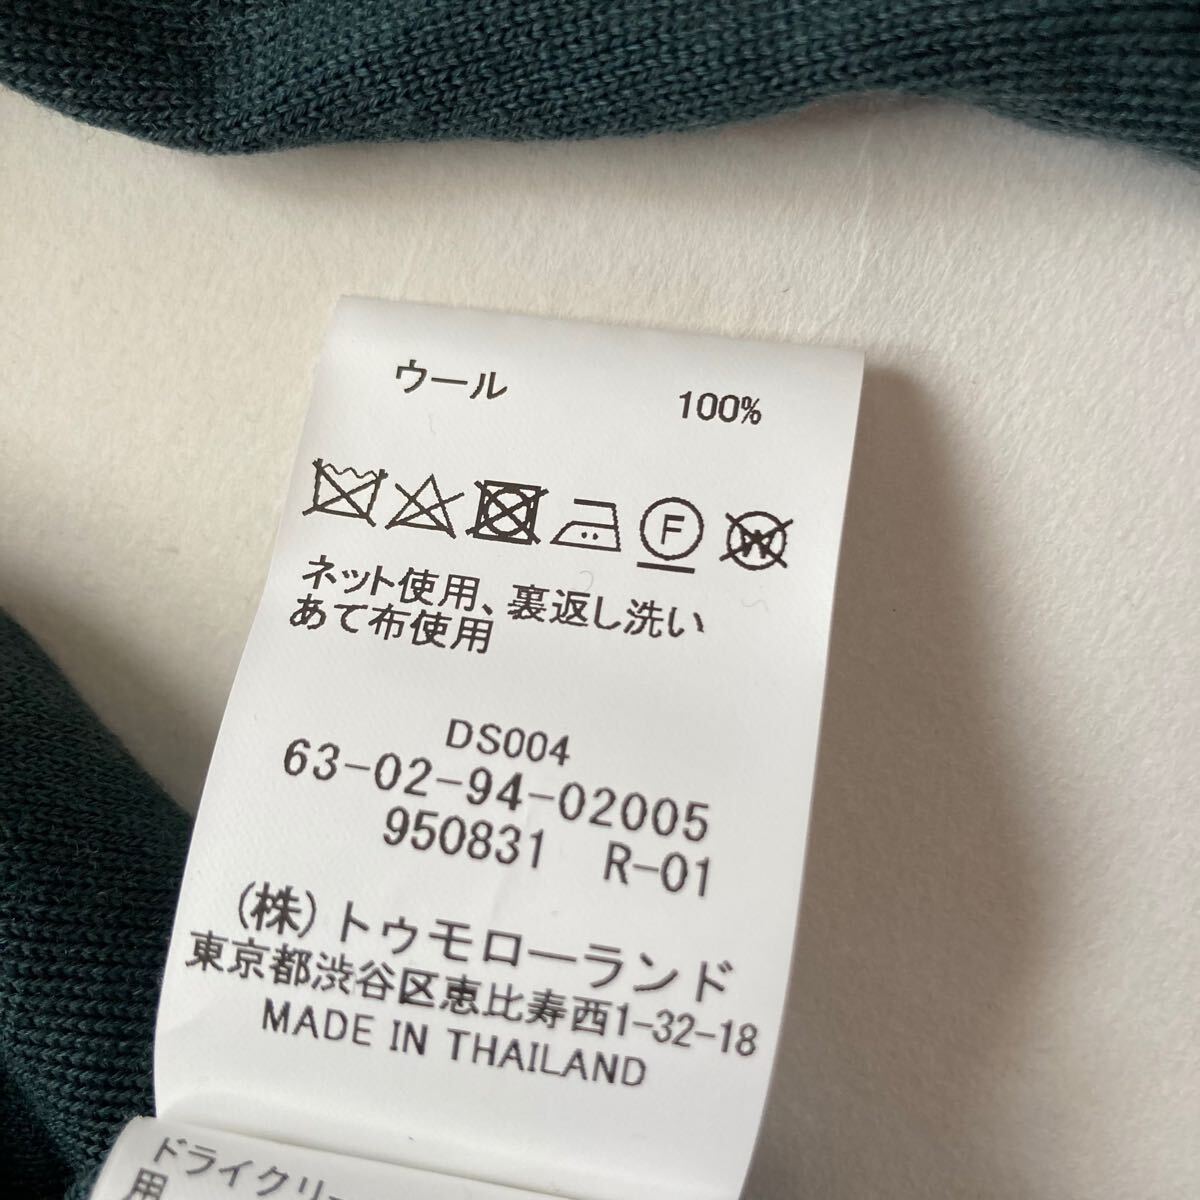 ウール 100%
F W
ネット使用、裏返し洗い
あて布使用
DS004
63-02-94-02005
950831 R-01
(株)トゥモローランド
東京都渋谷区恵比寿西1-32-18
MADE IN THAILAND
ドライクリー
用